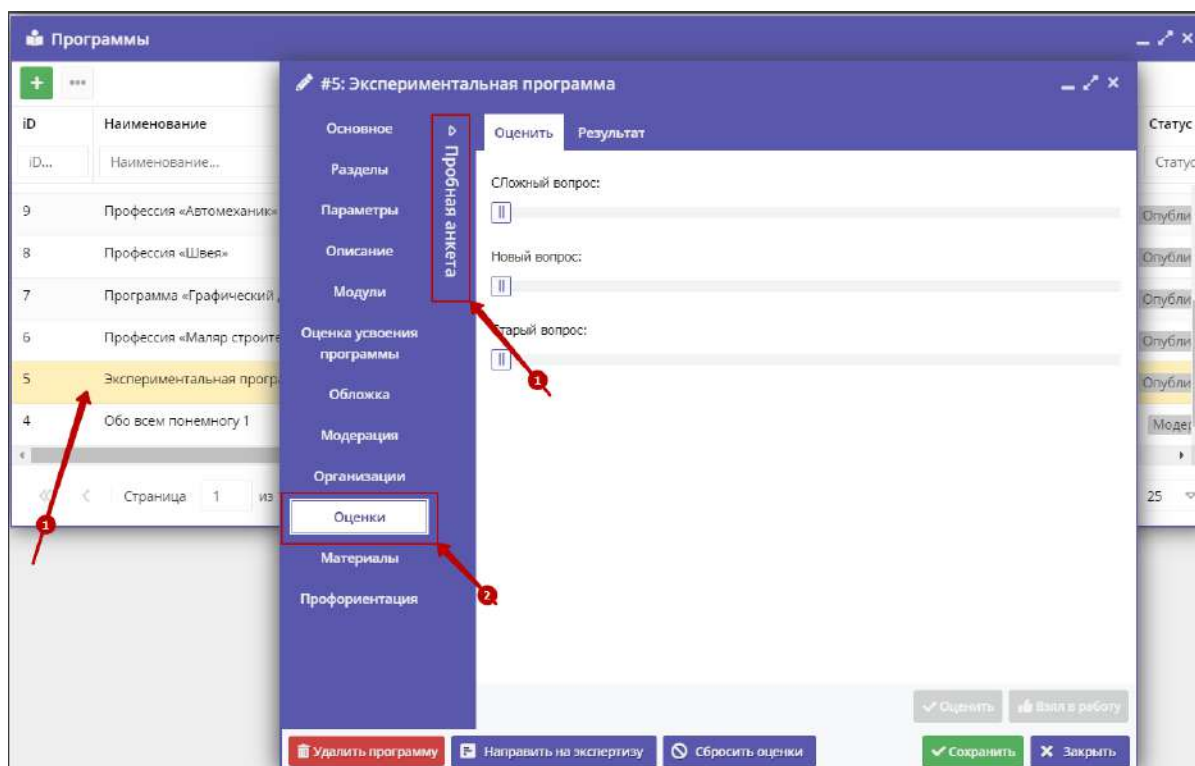 Программы
+ •••
#5: Экспериментальная программа
iD Наименование Статус
iD... Наименование... Статус
9 Профессия «Автомеханик» Опубли
8 Профессия «Швея» Опубли
7 Программа «Графический Опубли
6 Профессия «Маляр строите Опубли
5 Экспериментальная програ Опубли
4 Обо всем понемногу 1 Модер
Страница 1 из 25
1
Основное
Разделы
Параметры
Описание
Модули
Оценка усвоения
программы
Обложка
Модерация
Организации
Оценки
Материалы
Профориентация
2
Пробная анкета
1
Оценить Результат
СЛожный вопрос:
Новый вопрос:
Старый вопрос:
Оценить Взял в работу
Удалить программу Направить на экспертизу Сбросить оценки Сохранить Закрыть